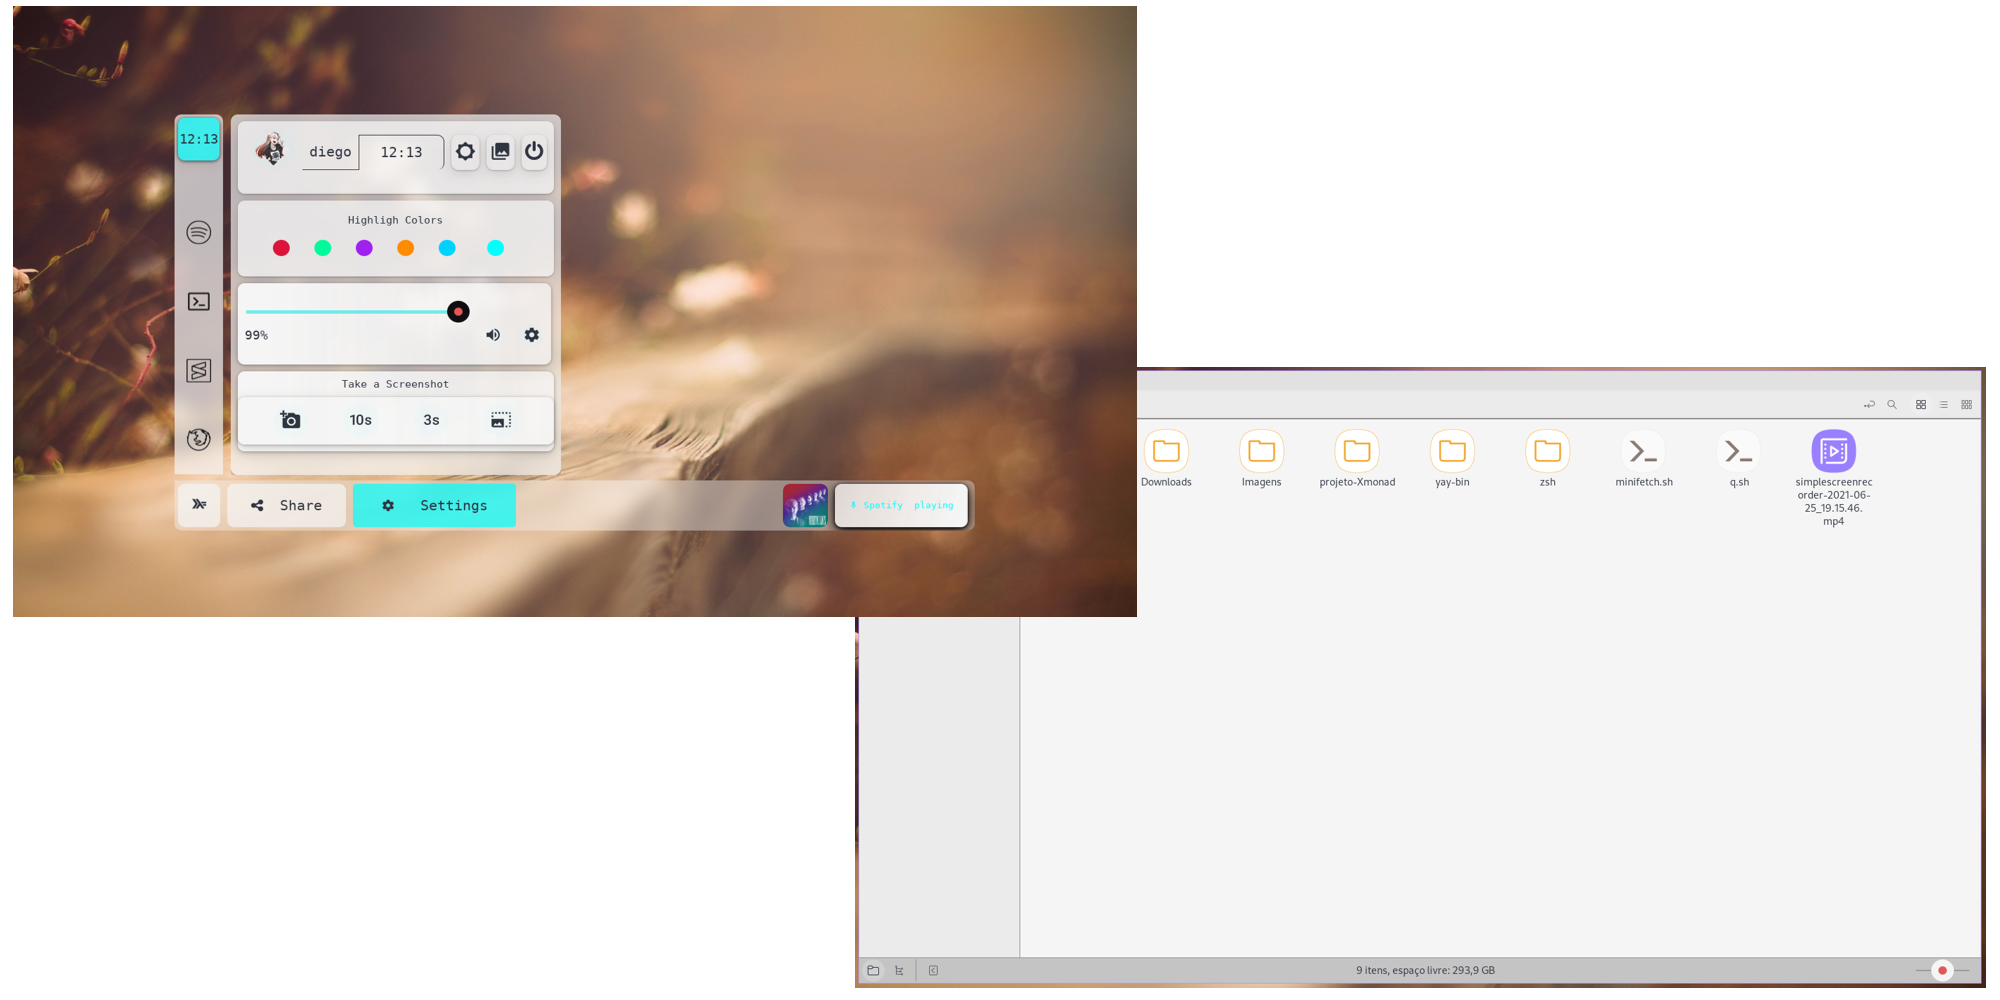 12:13
diego
12:13
Highligh Colors
99%
Take a Screenshot
10s
3s
Share
Settings
Spotify playing
Downloads
Imagens
projeto-Xmonad
yay-bin
zsh
minifetch.sh
q.sh
simplescreenrec
order-2021-06-
25_19.15.46.
mp4
9 itens, espaço livre: 293,9 GB